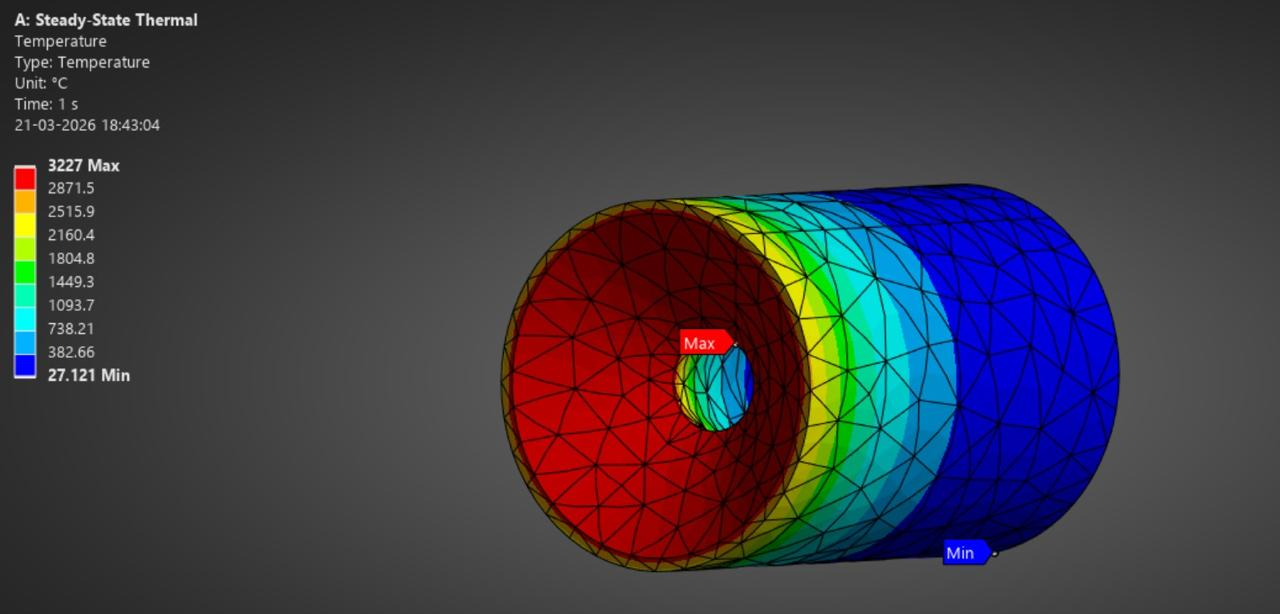 A: Steady-State Thermal
Temperature
Type: Temperature
Unit: °C
Time: 1 s
21-03-2026 18:43:04
3227 Max
2871.5
2515.9
2160.4
1804.8
1449.3
1093.7
738.21
382.66
27.121 Min
Max
Min